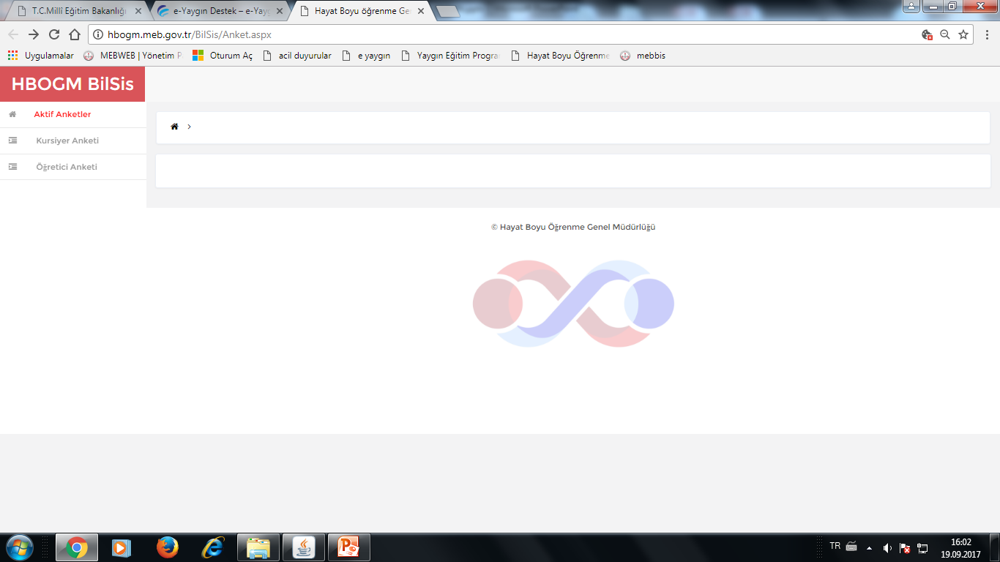 T.C.Millî Eğitim Bakanlığı
e-Yaygın Destek – e-Yayg
Hayat Boyu öğrenme Ge
hbogm.meb.gov.tr/BilSis/Anket.aspx
Uygulamalar
MEBWEB | Yönetim P
Oturum Aç
acil duyurular
e yaygın
Yaygın Eğitim Progra
Hayat Boyu Öğrenme
mebbis
HBOGM BilSis
Aktif Anketler
Kursiyer Anketi
Öğretici Anketi
© Hayat Boyu Öğrenme Genel Müdürlüğü
TR
16:02
19.09.2017